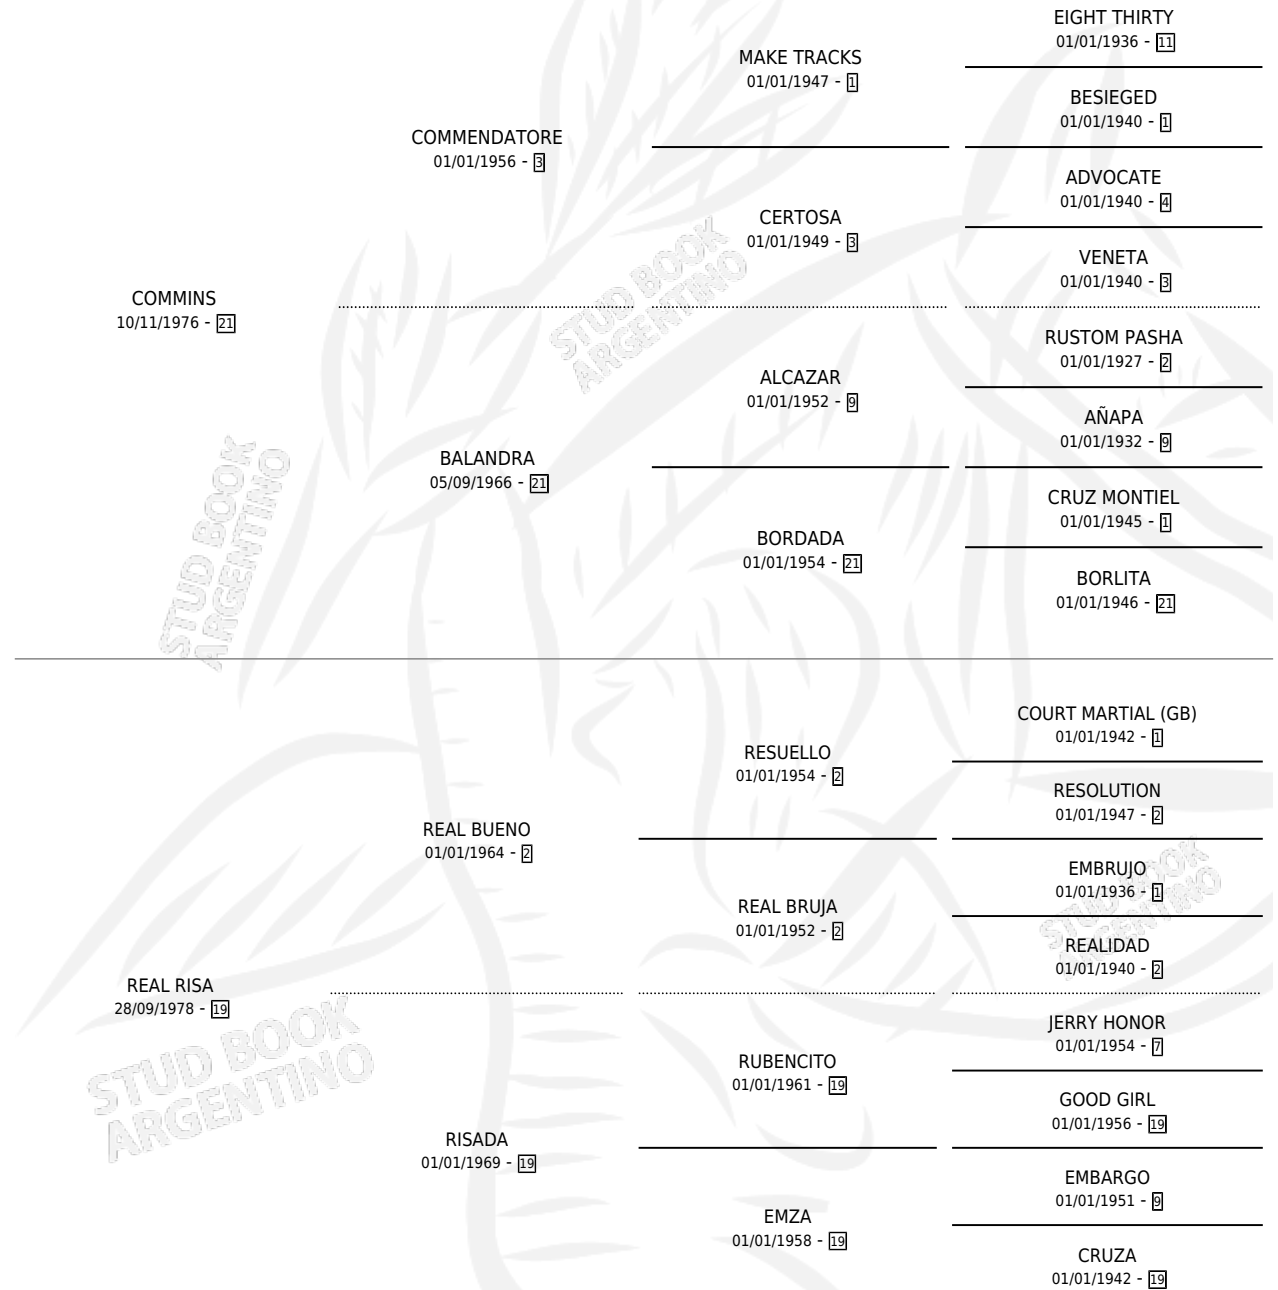 EIGHT THIRTY
01/01/1936 - 11
MAKE TRACKS
01/01/1947 - 1
BESIEGED
01/01/1940 - 1
COMMENDATORE
01/01/1956 - 3
ADVOCATE
01/01/1940 - 4
CERTOSA
01/01/1949 - 3
VENETA
01/01/1940 - 3
COMMINS
10/11/1976 - 21
STUD BOOK
ARGENTINO
RUSTOM PASHA
01/01/1927 - 2
ALCAZAR
01/01/1952 - 9
AÑAPA
01/01/1932 - 9
BALANDRA
05/09/1966 - 21
CRUZ MONTIEL
01/01/1945 - 1
BORDADA
01/01/1954 - 21
BORLITA
01/01/1946 - 21
STUD BOOK
ARGENTINO
COURT MARTIAL (GB)
01/01/1942 - 1
RESUELLO
01/01/1954 - 2
RESOLUTION
01/01/1947 - 2
REAL BUENO
01/01/1964 - 2
EMBRUJO
01/01/1936 - 1
REAL BRUJA
01/01/1952 - 2
REALIDAD
01/01/1940 - 2
STUD BOOK
ARGENTINO
REAL RISA
28/09/1978 - 19
STUD BOOK
ARGENTINO
JERRY HONOR
01/01/1954 - 7
RUBENCITO
01/01/1961 - 19
GOOD GIRL
01/01/1956 - 19
RISADA
01/01/1969 - 19
EMBARGO
01/01/1951 - 9
EMZA
01/01/1958 - 19
CRUZA
01/01/1942 - 19